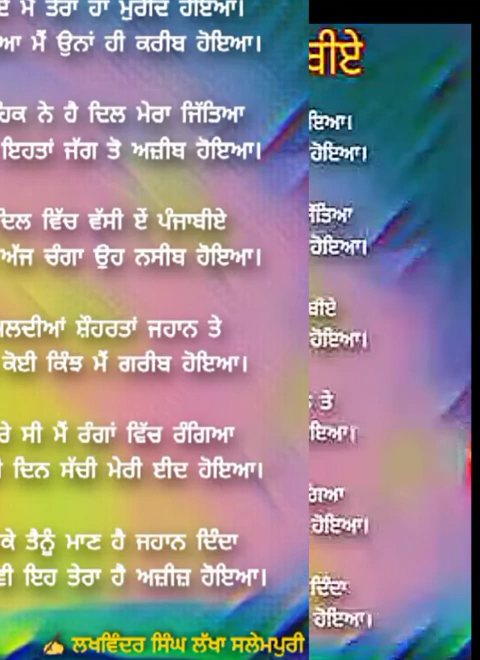 ਮੈਂ ਤੇਰਾ ਹਾਂ ਮੁਰੀਦ ਹੋਇਆ।
ਮੈਂ ਉਨਾਂ ਹੀ ਕਰੀਬ ਹੋਇਆ।
ਨੇ ਹੈ ਦਿਲ ਮੇਰਾ ਜਿੱਤਿਆ
ਇਹਤਾਂ ਜੱਗ ਤੋ ਅਜ਼ੀਬ ਹੋਇਆ।
ਦਿਲ ਵਿੱਚ ਵੱਸੀ ਏਂ ਪੰਜਾਬੀਏ
ਅੱਜ ਚੰਗਾ ਉਹ ਨਸੀਬ ਹੋਇਆ।
ਸ਼ੌਹਰਤਾਂ ਜਹਾਨ ਤੇ
ਕੋਈ ਕਿੰਝ ਮੈਂ ਗਰੀਬ ਹੋਇਆ।
ਸੀ ਮੈਂ ਰੰਗਾਂ ਵਿੱਚ ਰੰਗਿਆ
ਦਿਨ ਸੱਚੀ ਮੇਰੀ ਈਦ ਹੋਇਆ।
ਕੇ ਤੈਨੂੰ ਮਾਣ ਹੈ ਜਹਾਨ ਦਿੰਦਾ
ਵੀ ਇਹ ਤੇਰਾ ਹੈ ਅਜ਼ੀਜ਼ ਹੋਇਆ।
ਲਖਵਿੰਦਰ ਸਿੰਘ ਲੱਖਾ ਸਲੇਮਪੁਰੀ
ਬੀਏ
ਇਆ।
ਹੋਇਆ।
ਜਿੱਤਿਆ
ਹੋਇਆ।
ਬੀਏ
ਹੋਇਆ।
ਤੇ
ਇਆ।
ਗਿਆ
ਹੋਇਆ।
ਦਿੰਦਾ
ਹੋਇਆ।